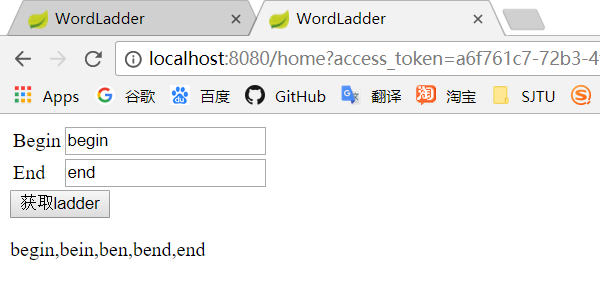 WordLadder WordLadder
localhost:8080/home?access_token=a6f761c7-72b3-4
Apps 谷歌 百度 GitHub 翻译 淘宝 SJTU
Begin begin
End end
获取ladder
begin,bein,ben,bend,end